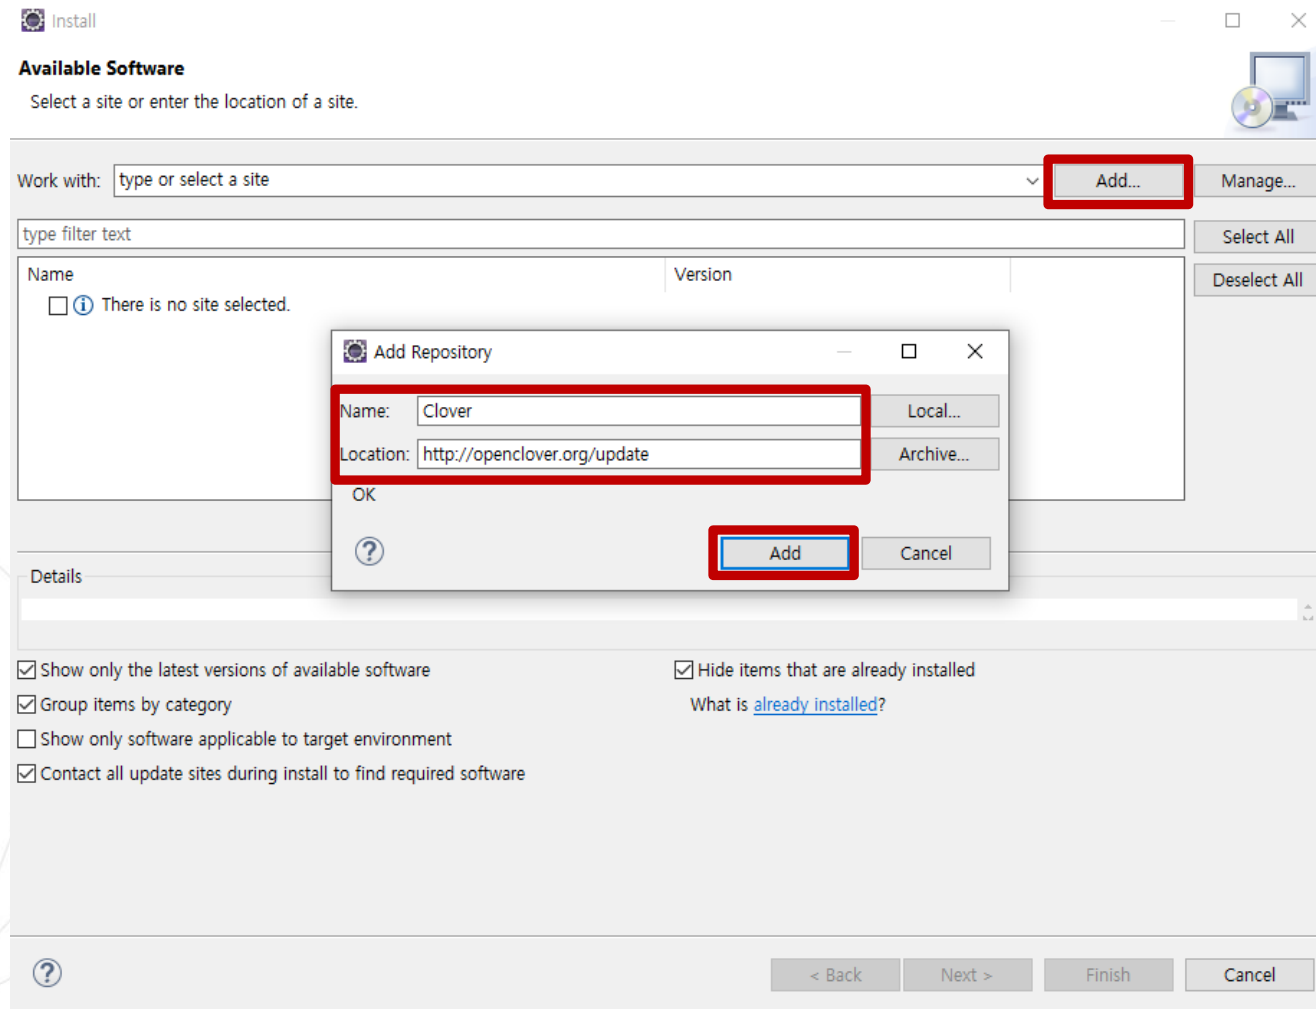 Install
Available Software
Select a site or enter the location of a site.
Work with: type or select a site Add... Manage...
type filter text Select All
Name Version Deselect All
There is no site selected.
Add Repository
Name: Clover Local...
Location: http://openclover.org/update Archive...
OK
Add Cancel
Details
Show only the latest versions of available software Hide items that are already installed
Group items by category What is already installed?
Show only software applicable to target environment
Contact all update sites during install to find required software
< Back Next > Finish Cancel